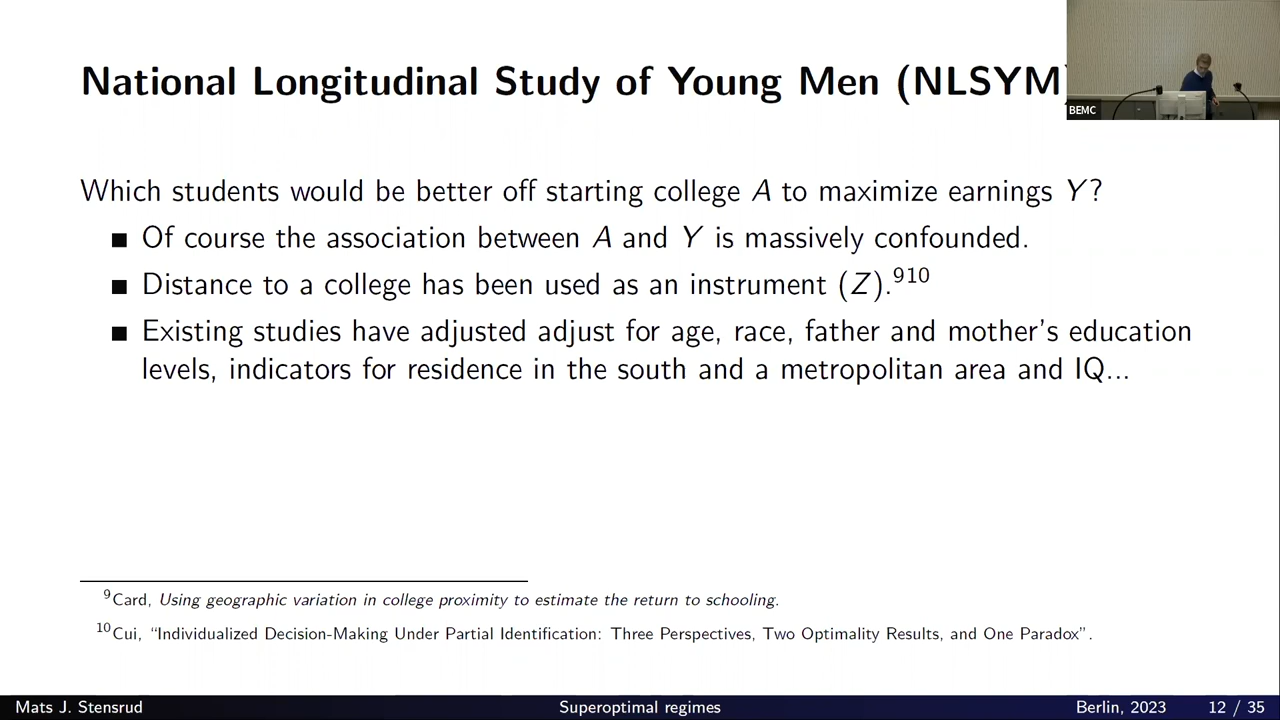 National Longitudinal Study of Young Men (NLSYM)
BEMC
Which students would be better off starting college A to maximize earnings Y?
Of course the association between A and Y is massively confounded.
Distance to a college has been used as an instrument (Z).910
Existing studies have adjusted adjust for age, race, father and mother's education
levels, indicators for residence in the south and a metropolitan area and IQ...
9Card, Using geographic variation in college proximity to estimate the return to schooling.
10Cui, “Individualized Decision-Making Under Partial Identification: Three Perspectives, Two Optimality Results, and One Paradox”.
Mats J. Stensrud Superoptimal regimes Berlin, 2023 12 / 35